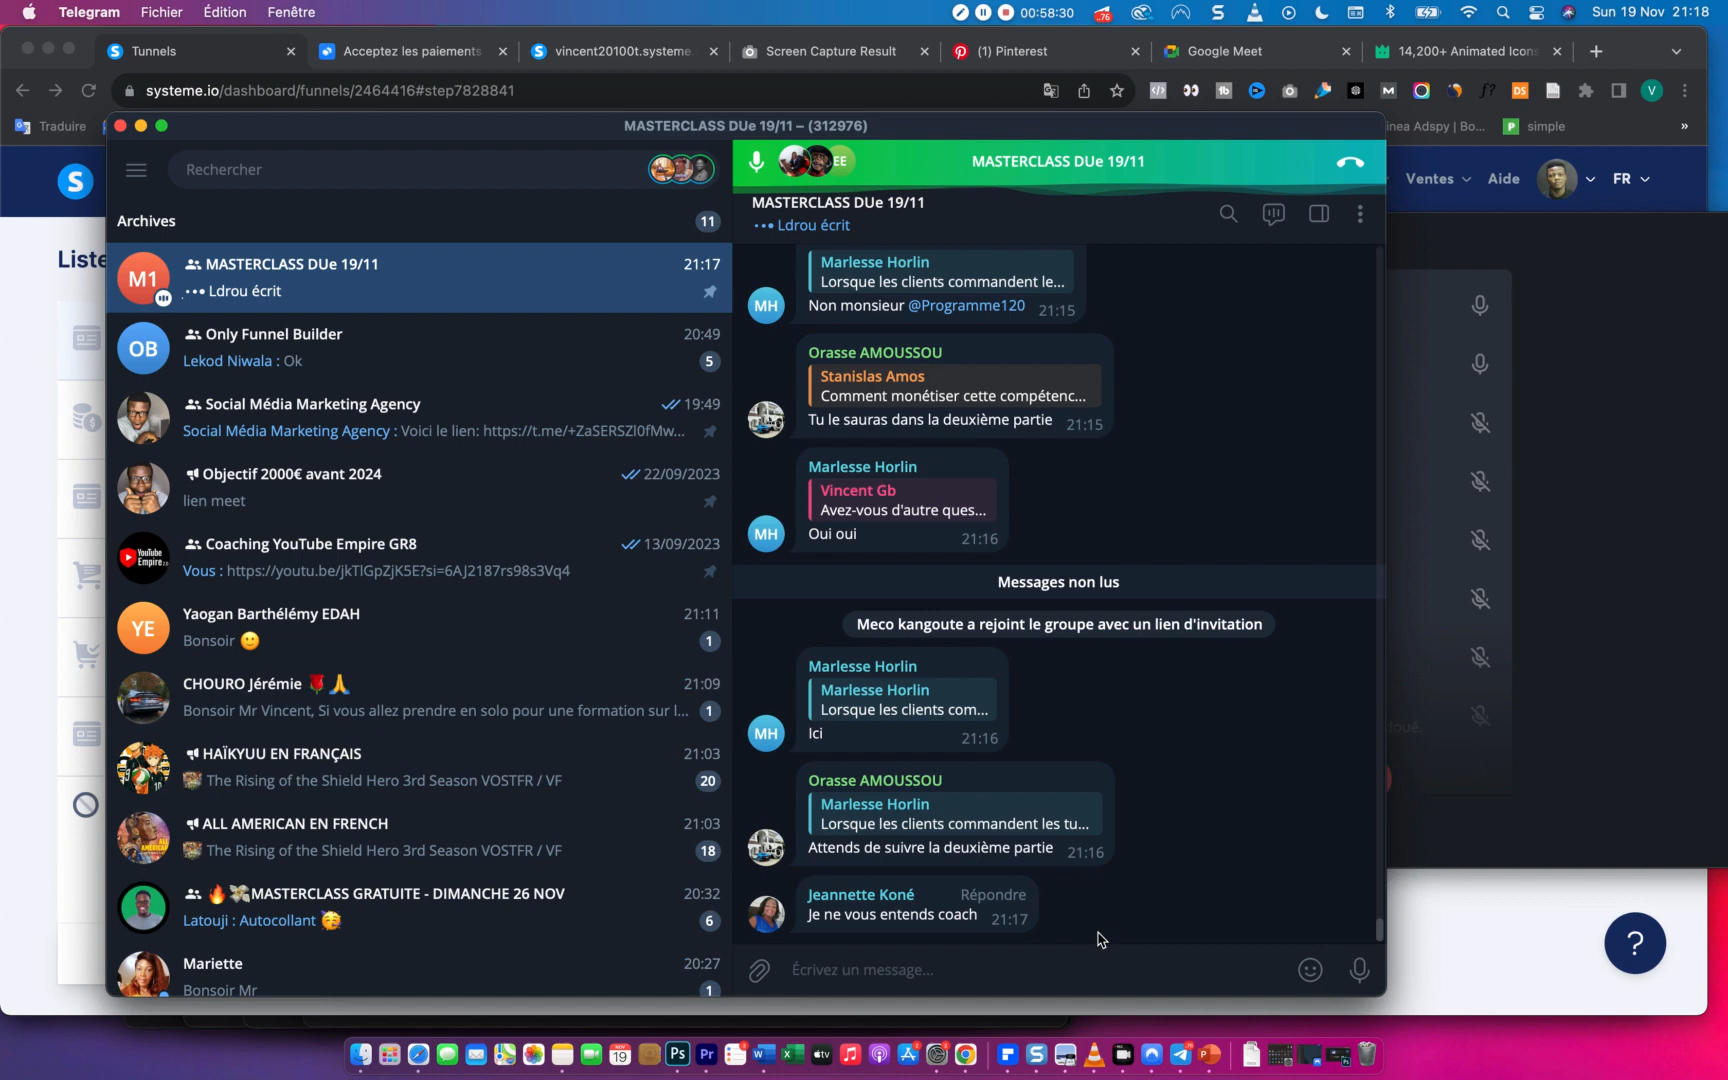 Telegram Fichier Édition Fenêtre
.76
00:58:30
Sun 19 Nov 21:18
Tunnels
Acceptez les paiements
vincent20100t.systeme.
Screen Capture Result
(1) Pinterest
Google Meet
14,200+ Animated Icons
systeme.io/dashboard/funnels/2464416#step7828841
Traduire
inea Adspy | Bo...
simple
»
MASTERCLASS DUe 19/11 – (312976)
Rechercher
EE
MASTERCLASS DUe 19/11
Ventes
Aide
FR
MASTERCLASS DUe 19/11
Ldrou écrit
Liste
Archives
11
M1
MASTERCLASS DUe 19/11
21:17
Ldrou écrit
OB
Only Funnel Builder
20:49
Lekod Niwala : Ok
5
Social Média Marketing Agency
19:49
Social Média Marketing Agency : Voici le lien: https://t.me/+ZaSERSZl0fMw...
Objectif 2000€ avant 2024
22/09/2023
lien meet
YouTube Empire
Coaching YouTube Empire GR8
13/09/2023
Vous : https://youtu.be/jkTlGpZjK5E?si=6AJ2187rs98s3Vq4
YE
Yaogan Barthélémy EDAH
21:11
Bonsoir 🙂
1
CHOURO Jérémie 🌹🙏
21:09
Bonsoir Mr Vincent, Si vous allez prendre en solo pour une formation sur l...
1
HAÏKYUU EN FRANÇAIS
21:03
The Rising of the Shield Hero 3rd Season VOSTFR / VF
20
ALL AMERICAN EN FRENCH
21:03
The Rising of the Shield Hero 3rd Season VOSTFR / VF
18
🔥💸MASTERCLASS GRATUITE - DIMANCHE 26 NOV
20:32
Latouji : Autocollant 🥳
6
Mariette
20:27
Bonsoir Mr
1
Marlesse Horlin
Lorsque les clients commandent le...
MH
Non monsieur @Programme120
21:15
Orasse AMOUSSOU
Stanislas Amos
Comment monétiser cette compétenc...
Tu le sauras dans la deuxième partie
21:15
Marlesse Horlin
Vincent Gb
Avez-vous d'autre ques...
MH
Oui oui
21:16
Messages non lus
Meco kangoute a rejoint le groupe avec un lien d'invitation
Marlesse Horlin
Marlesse Horlin
Lorsque les clients com...
MH
Ici
21:16
Orasse AMOUSSOU
Marlesse Horlin
Lorsque les clients commandent les tu...
Attends de suivre la deuxième partie
21:16
Jeannette Koné
Répondre
Je ne vous entends coach
21:17
Écrivez un message...
doué.
?
NOV
19
Ps
Pr